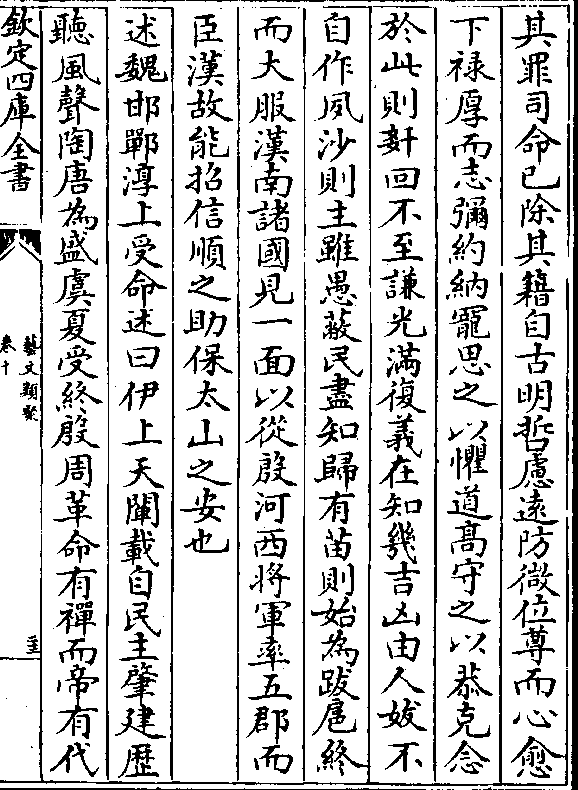 其罪司命已除其籍自古明哲慮遠防微位尊而心愈
下祿厚而志彌約納寵思之以懼道高守之以恭克念
於此則姧回不至謙光滿復義在知幾吉凶由人妭不
自作夙沙則主雖愚蔽民盡知歸有苗則始為跋扈終
而大服漢南諸國見一面以從殷河西將軍率五郡而
臣漢故能招信順之助保太山之安也
述魏邯鄲淳上受命述曰伊上天闡載自民主肇建歷
聽風聲陶唐為盛虞夏受終殷周革命有禪而帝有代
欽定四庫全書
藝文類聚
卷十